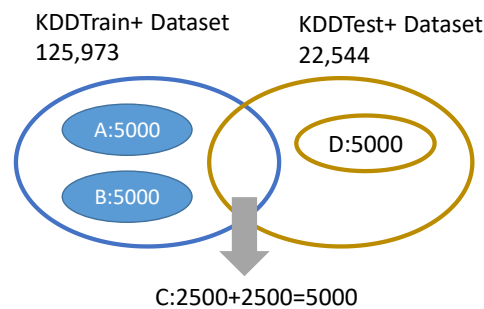 KDDTrain+ Dataset
125,973
KDDTest+ Dataset
22,544
A:5000
B:5000
D:5000
C:2500+2500=5000